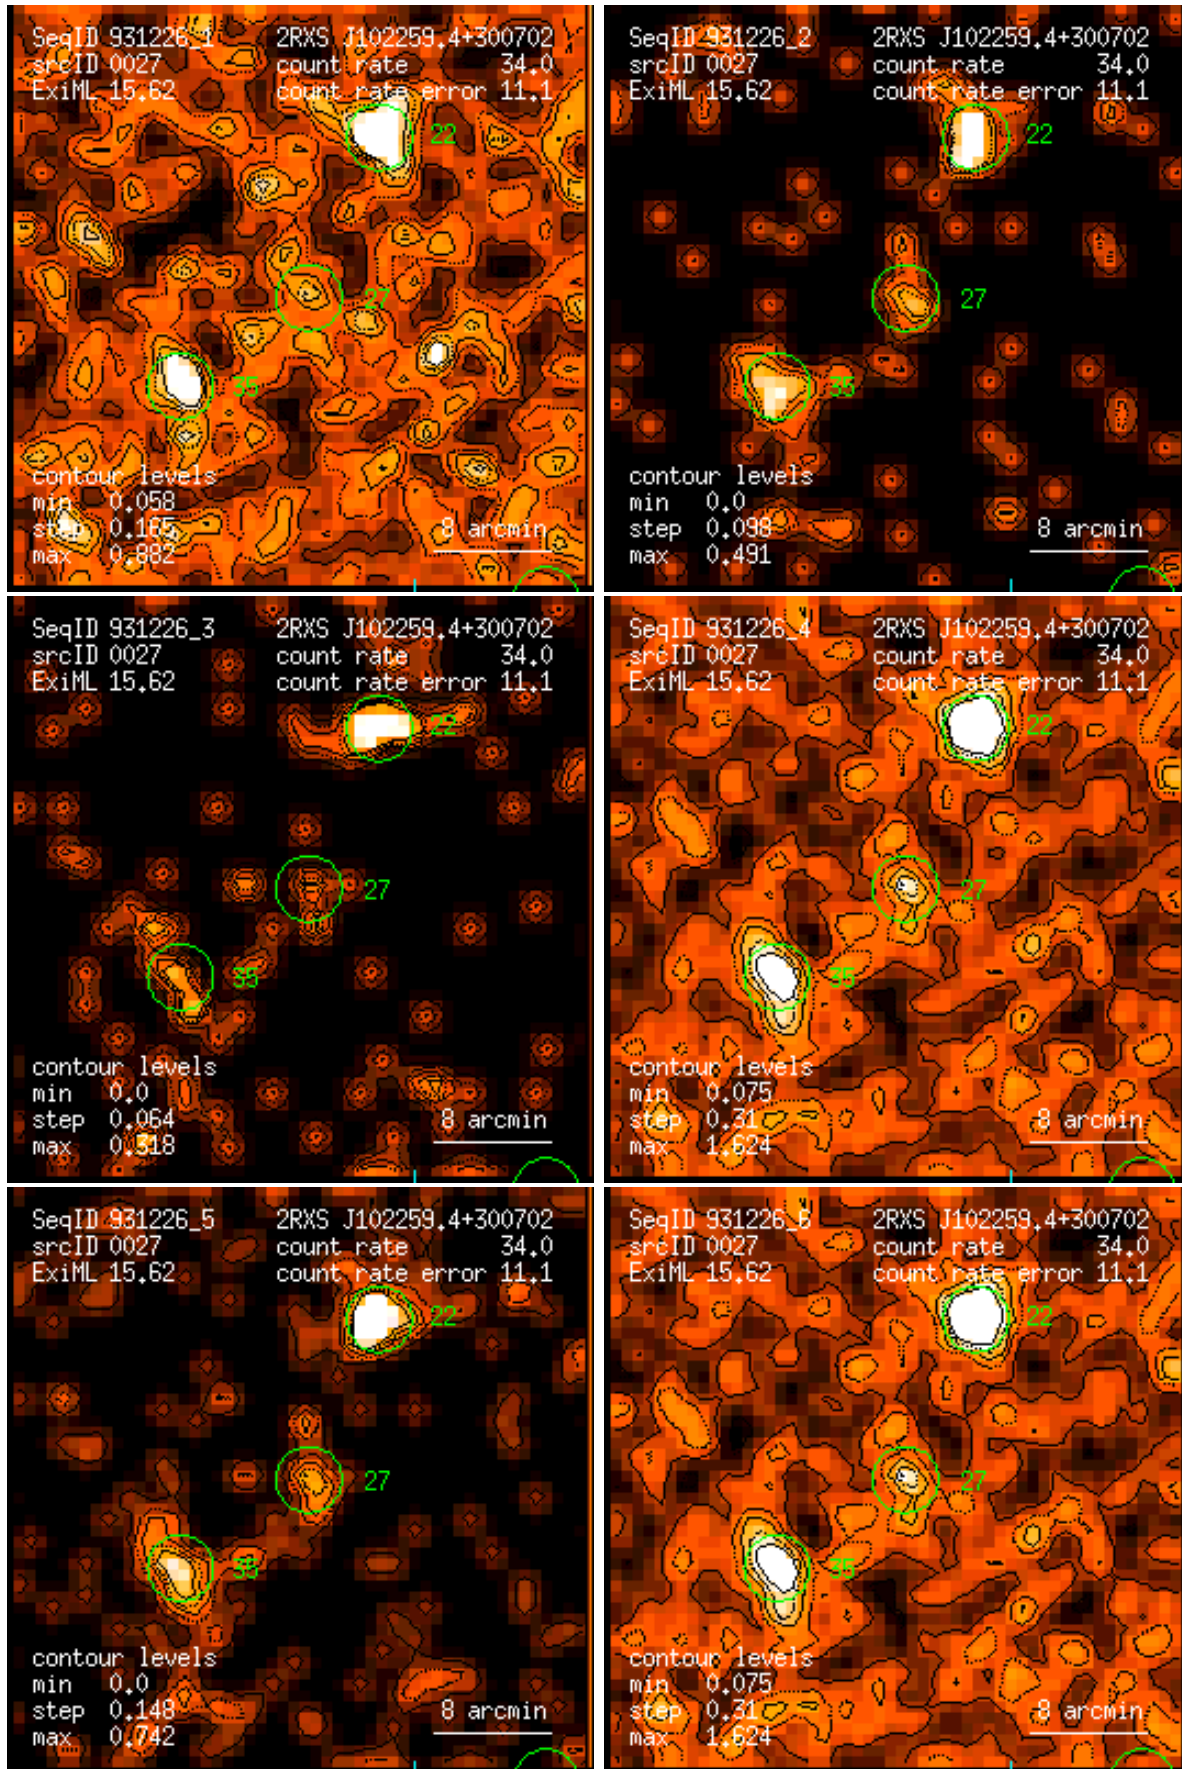 SeqID 931226_1 2RXS J102259.4+300702
srcID 0027 count rate 34.0
ExiML 15.62 count rate error 11.1
22
27
35
contour levels
min 0.058
step 0.165 8 arcmin
max 0.882
SeqID 931226_2 2RXS J102259.4+300702
srcID 0027 count rate 34.0
ExiML 15.62 count rate error 11.1
22
27
35
contour levels
min 0.0
step 0.098 8 arcmin
max 0.491
SeqID 931226_3 2RXS J102259.4+300702
srcID 0027 count rate 34.0
ExiML 15.62 count rate error 11.1
22
27
35
contour levels
min 0.0
step 0.064 8 arcmin
max 0.318
SeqID 931226_4 2RXS J102259.4+300702
srcID 0027 count rate 34.0
ExiML 15.62 count rate error 11.1
22
27
35
contour levels
min 0.075
step 0.31 8 arcmin
max 1.624
SeqID 931226_5 2RXS J102259.4+300702
srcID 0027 count rate 34.0
ExiML 15.62 count rate error 11.1
22
27
35
contour levels
min 0.0
step 0.148 8 arcmin
max 0.742
SeqID 931226_6 2RXS J102259.4+300702
srcID 0027 count rate 34.0
ExiML 15.62 count rate error 11.1
22
27
35
contour levels
min 0.075
step 0.31 8 arcmin
max 1.624